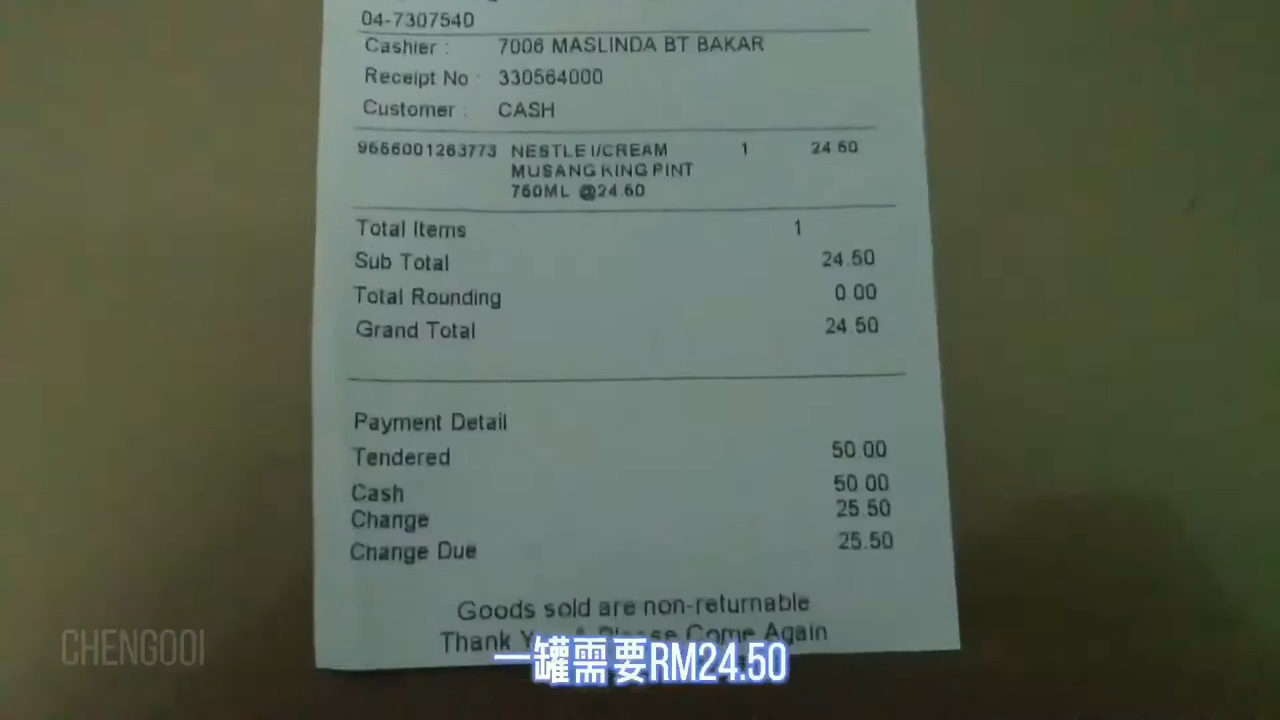 04-7307540
Cashier : 7006 MASLINDA BT BAKAR
Receipt No : 330564000
Customer : CASH
9556001263773 NESTLE I/CREAM 1 24.50
MUSANG KING PINT
750ML @24.50
Total Items 1
Sub Total 24.50
Total Rounding 0.00
Grand Total 24.50
Payment Detail
Tendered 50.00
Cash 50.00
Change 25.50
Change Due 25.50
Goods sold are non-returnable
Thank Come Again
CHENGOOI
一罐需要RM24.50